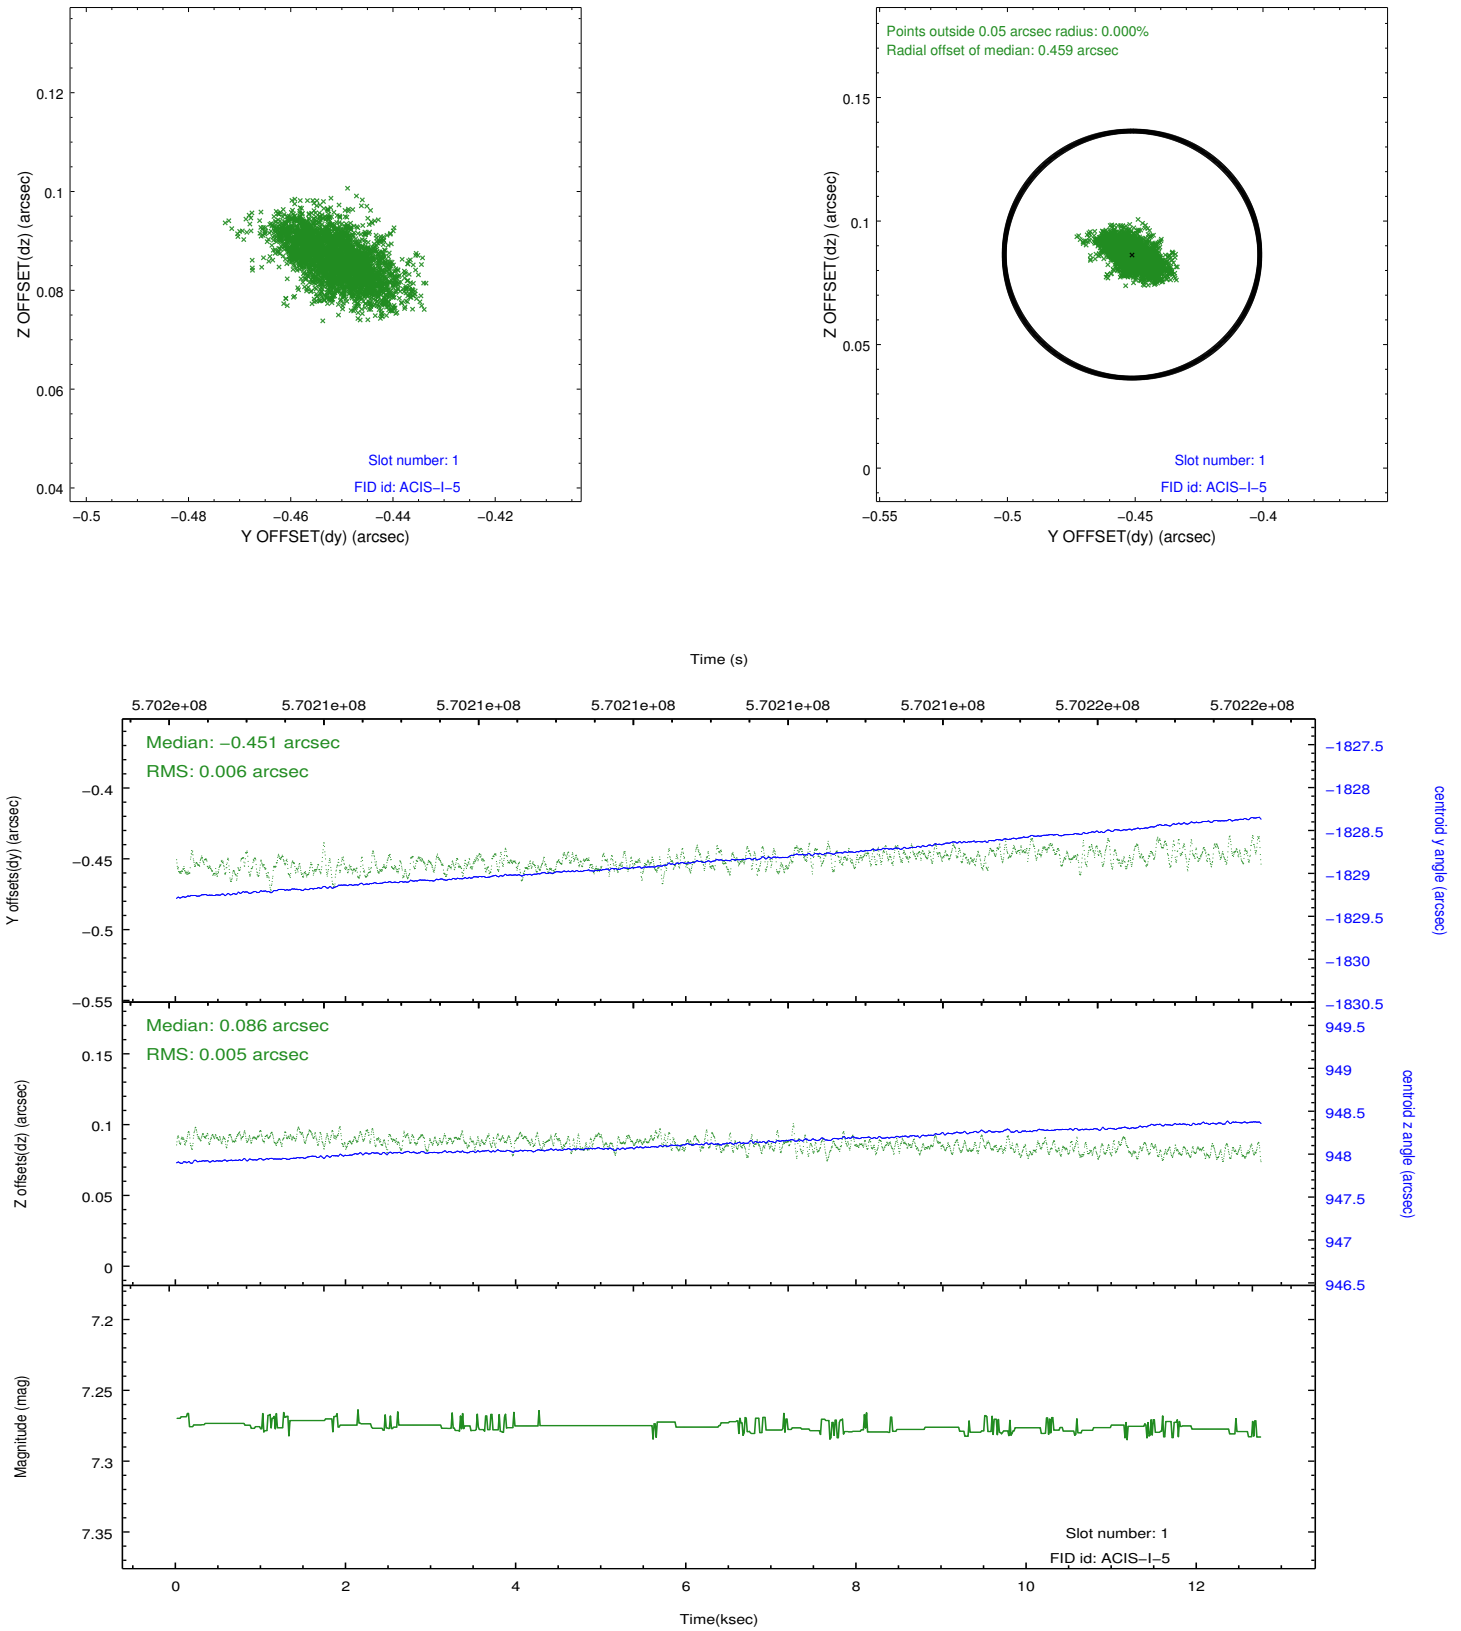 0.12
0.1
0.08
0.06
0.04
Z OFFSET(dz) (arcsec)
Slot number: 1
FID id: ACIS−I−5
−0.5 −0.48 −0.46 −0.44 −0.42
Y OFFSET(dy) (arcsec)
Points outside 0.05 arcsec radius: 0.000%
Radial offset of median: 0.459 arcsec
0.15
0.1
0.05
0
Z OFFSET(dz) (arcsec)
Slot number: 1
FID id: ACIS−I−5
−0.55 −0.5 −0.45 −0.4
Y OFFSET(dy) (arcsec)
Time (s)
5.702e+08 5.7021e+08 5.7021e+08 5.7021e+08 5.7021e+08 5.7021e+08 5.7022e+08 5.7022e+08
Median: −0.451 arcsec
RMS: 0.006 arcsec
−0.4
−0.45
−0.5
−0.55
Y offsets(dy) (arcsec)
−1827.5
−1828
−1828.5
−1829
−1829.5
−1830
−1830.5
centroid y angle (arcsec)
Median: 0.086 arcsec
RMS: 0.005 arcsec
0.15
0.1
0.05
0
Z offsets(dz) (arcsec)
949.5
949
948.5
948
947.5
947
946.5
centroid z angle (arcsec)
7.2
7.25
7.3
7.35
Magnitude (mag)
Slot number: 1
FID id: ACIS−I−5
0 2 4 6 8 10 12
Time(ksec)